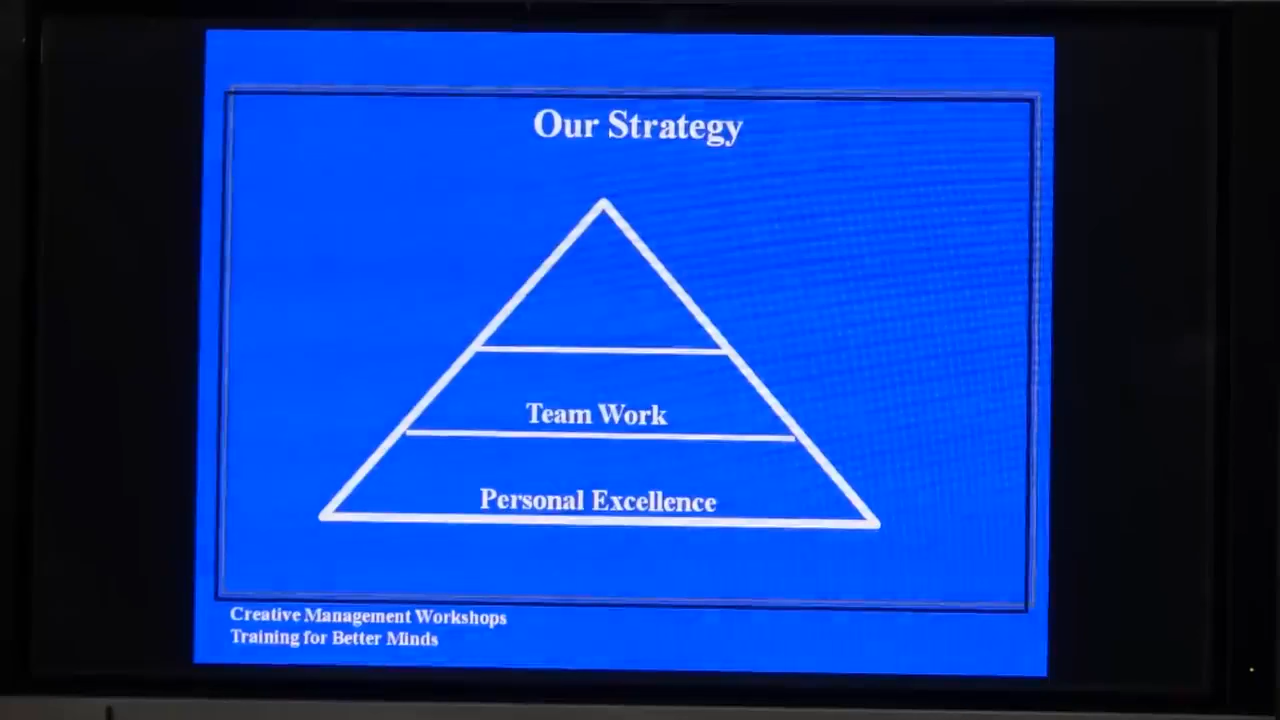 Our Strategy
Team Work
Personal Excellence
Creative Management Workshops
Training for Better Minds